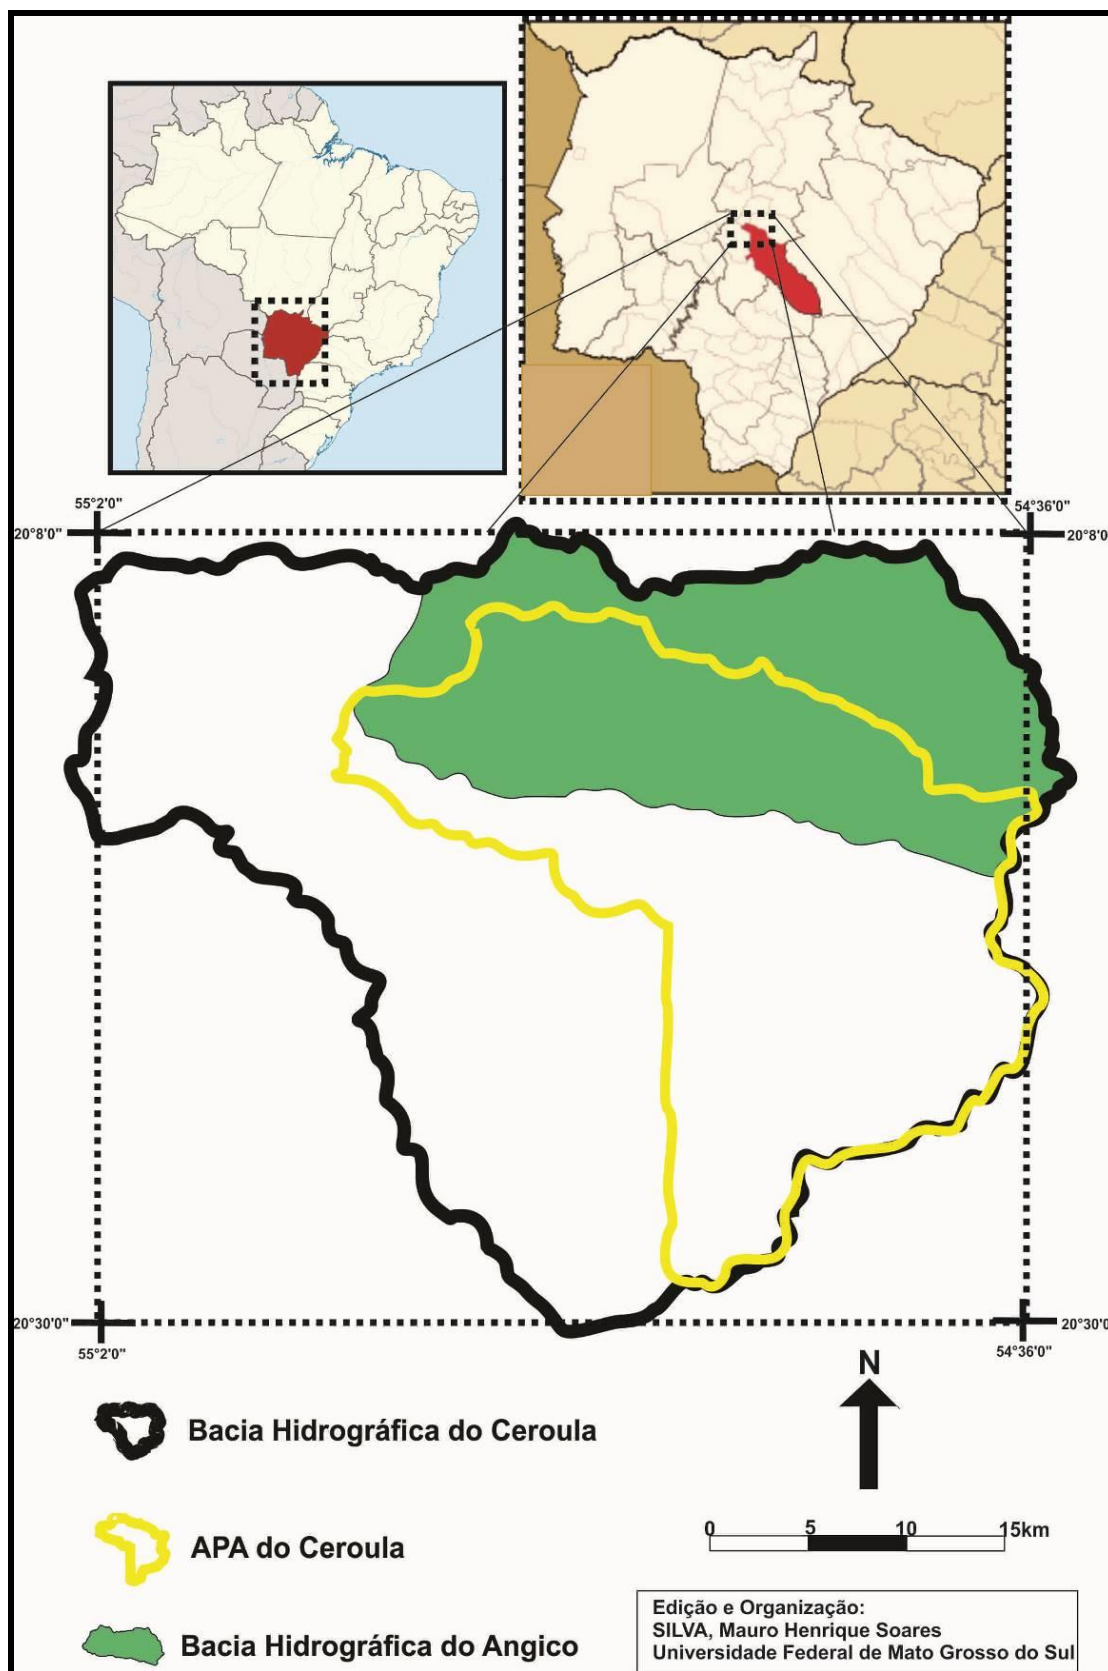 55°2'0"
54°36'0"
20°8'0"
20°8'0
20°30'0"
20°30'0
55°2'0"
54°36'0"
N
Bacia Hidrográfica do Ceroula
0 5 10 15km
APA do Ceroula
Edição e Organização:
SILVA, Mauro Henrique Soares
Universidade Federal de Mato Grosso do Sul
Bacia Hidrográfica do Angico